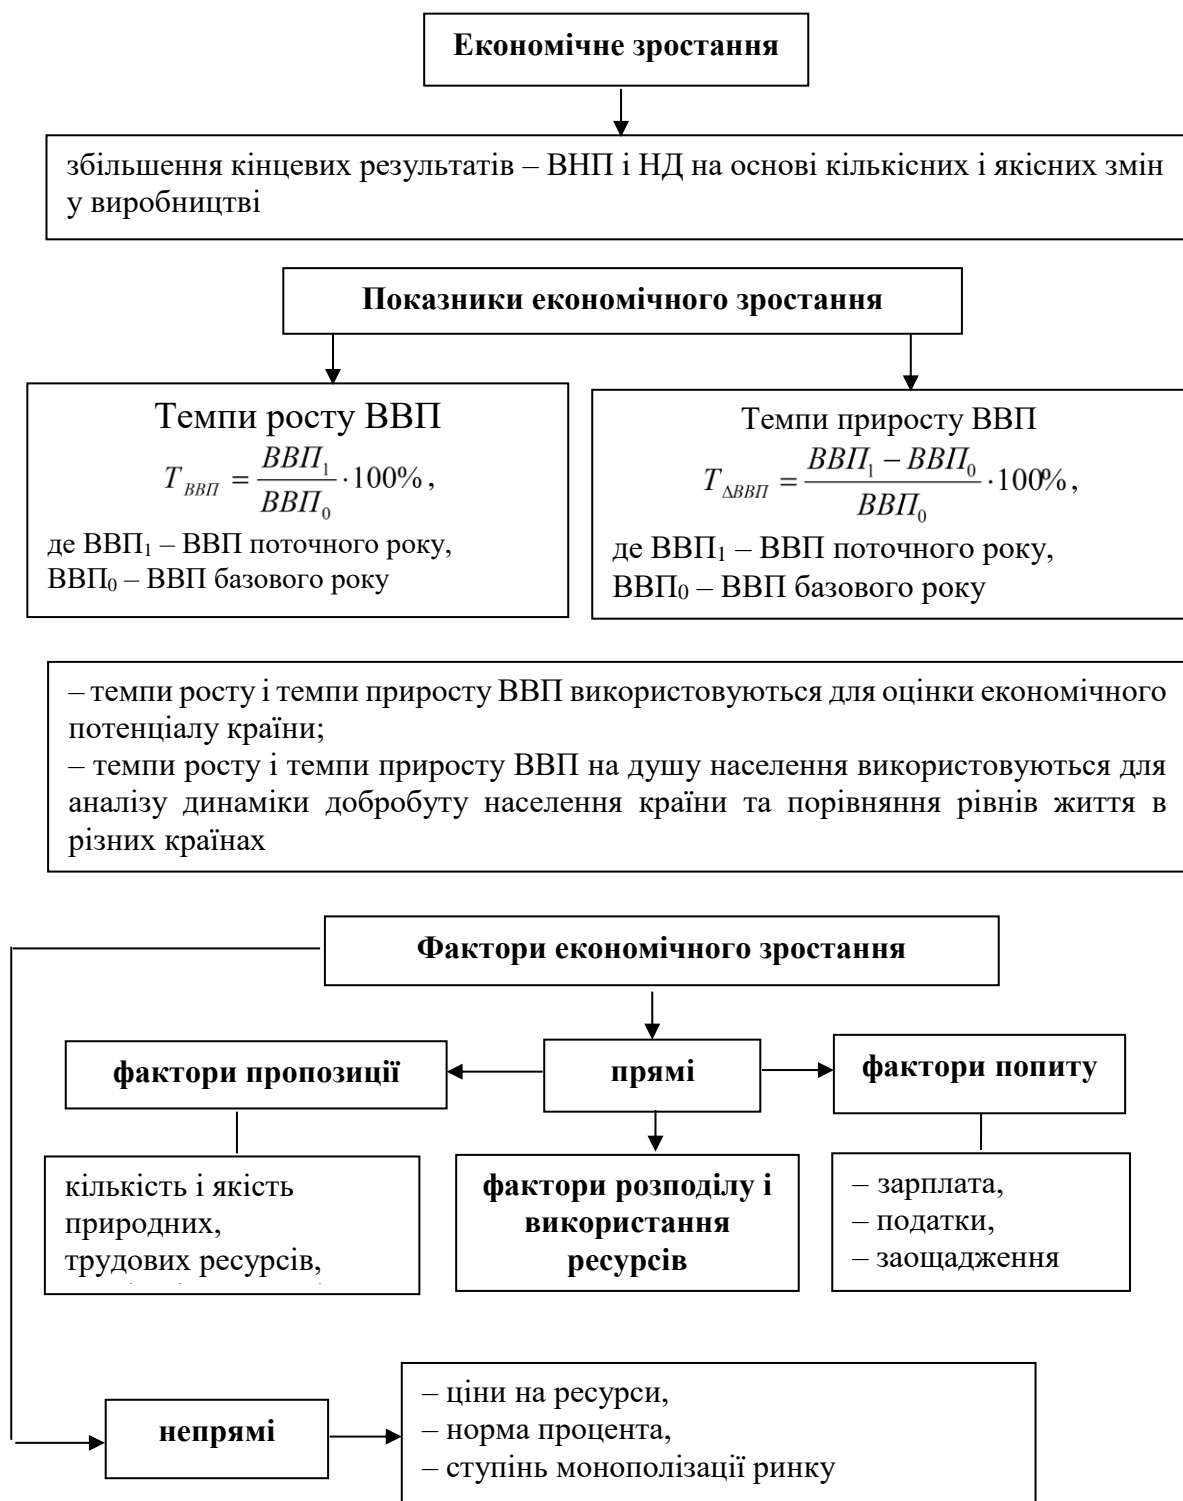 Економічне зростання
збільшення кінцевих результатів – ВНП і НД на основі кількісних і якісних змін
у виробництві
Показники економічного зростання
Темпи росту ВВП
T_ВВП = ВВП₁ / ВВП₀ · 100% ,
де ВВП₁ – ВВП поточного року,
ВВП₀ – ВВП базового року
Темпи приросту ВВП
T_ΔВВП = (ВВП₁ − ВВП₀) / ВВП₀ · 100% ,
де ВВП₁ – ВВП поточного року,
ВВП₀ – ВВП базового року
– темпи росту і темпи приросту ВВП використовуються для оцінки економічного
потенціалу країни;
– темпи росту і темпи приросту ВВП на душу населення використовуються для
аналізу динаміки добробуту населення країни та порівняння рівнів життя в
різних країнах
Фактори економічного зростання
фактори пропозиції
прямі
фактори попиту
кількість і якість
природних,
трудових ресурсів,
фактори розподілу і
використання
ресурсів
– зарплата,
– податки,
– заощадження
непрямі
– ціни на ресурси,
– норма процента,
– ступінь монополізації ринку